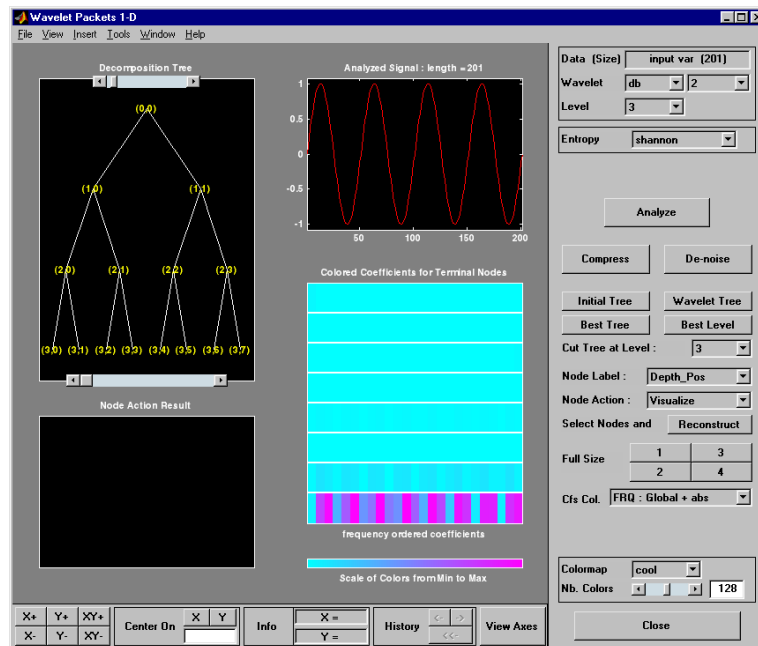 Wavelet Packets 1-D
File View Insert Tools Window Help
Decomposition Tree
(0,0)
(1,0) (1,1)
(2,0) (2,1) (2,2) (2,3)
(3,0) (3,1) (3,2) (3,3) (3,4) (3,5) (3,6) (3,7)
Node Action Result
Analyzed Signal : length = 201
1
0.5
0
-0.5
-1
50 100 150 200
Colored Coefficients for Terminal Nodes
frequency ordered coefficients
Scale of Colors from Min to Max
Data (Size) input var (201)
Wavelet db 2
Level 3
Entropy shannon
Analyze
Compress De-noise
Initial Tree Wavelet Tree
Best Tree Best Level
Cut Tree at Level : 3
Node Label : Depth_Pos
Node Action : Visualize
Select Nodes and Reconstruct
Full Size 1 3
2 4
Cfs Col. FRQ : Global + abs
Colormap cool
Nb. Colors 128
Close
X+ Y+ XY+
X- Y- XY-
Center On X Y
Info X =
Y =
History <- ->
<<-
View Axes